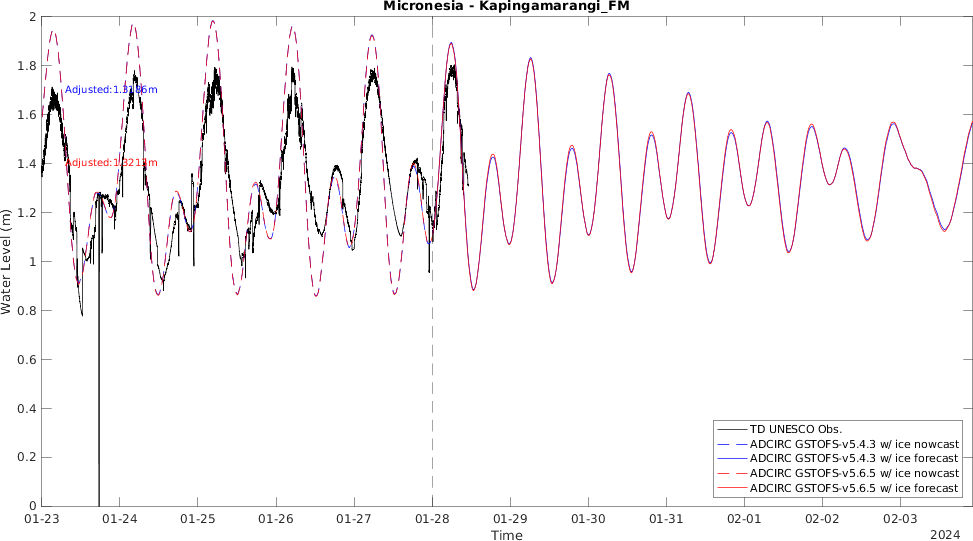 Micronesia - Kapingamarangi_FM
Water Level (m)
2
1.8
1.6
1.4
1.2
1
0.8
0.6
0.4
0.2
0
Adjusted:1.3186m
Adjusted:1.3213m
TD UNESCO Obs.
ADCIRC GSTOFS-v5.4.3 w/ ice nowcast
ADCIRC GSTOFS-v5.4.3 w/ ice forecast
ADCIRC GSTOFS-v5.6.5 w/ ice nowcast
ADCIRC GSTOFS-v5.6.5 w/ ice forecast
01-23 01-24 01-25 01-26 01-27 01-28 01-29 01-30 01-31 02-01 02-02 02-03
Time
2024